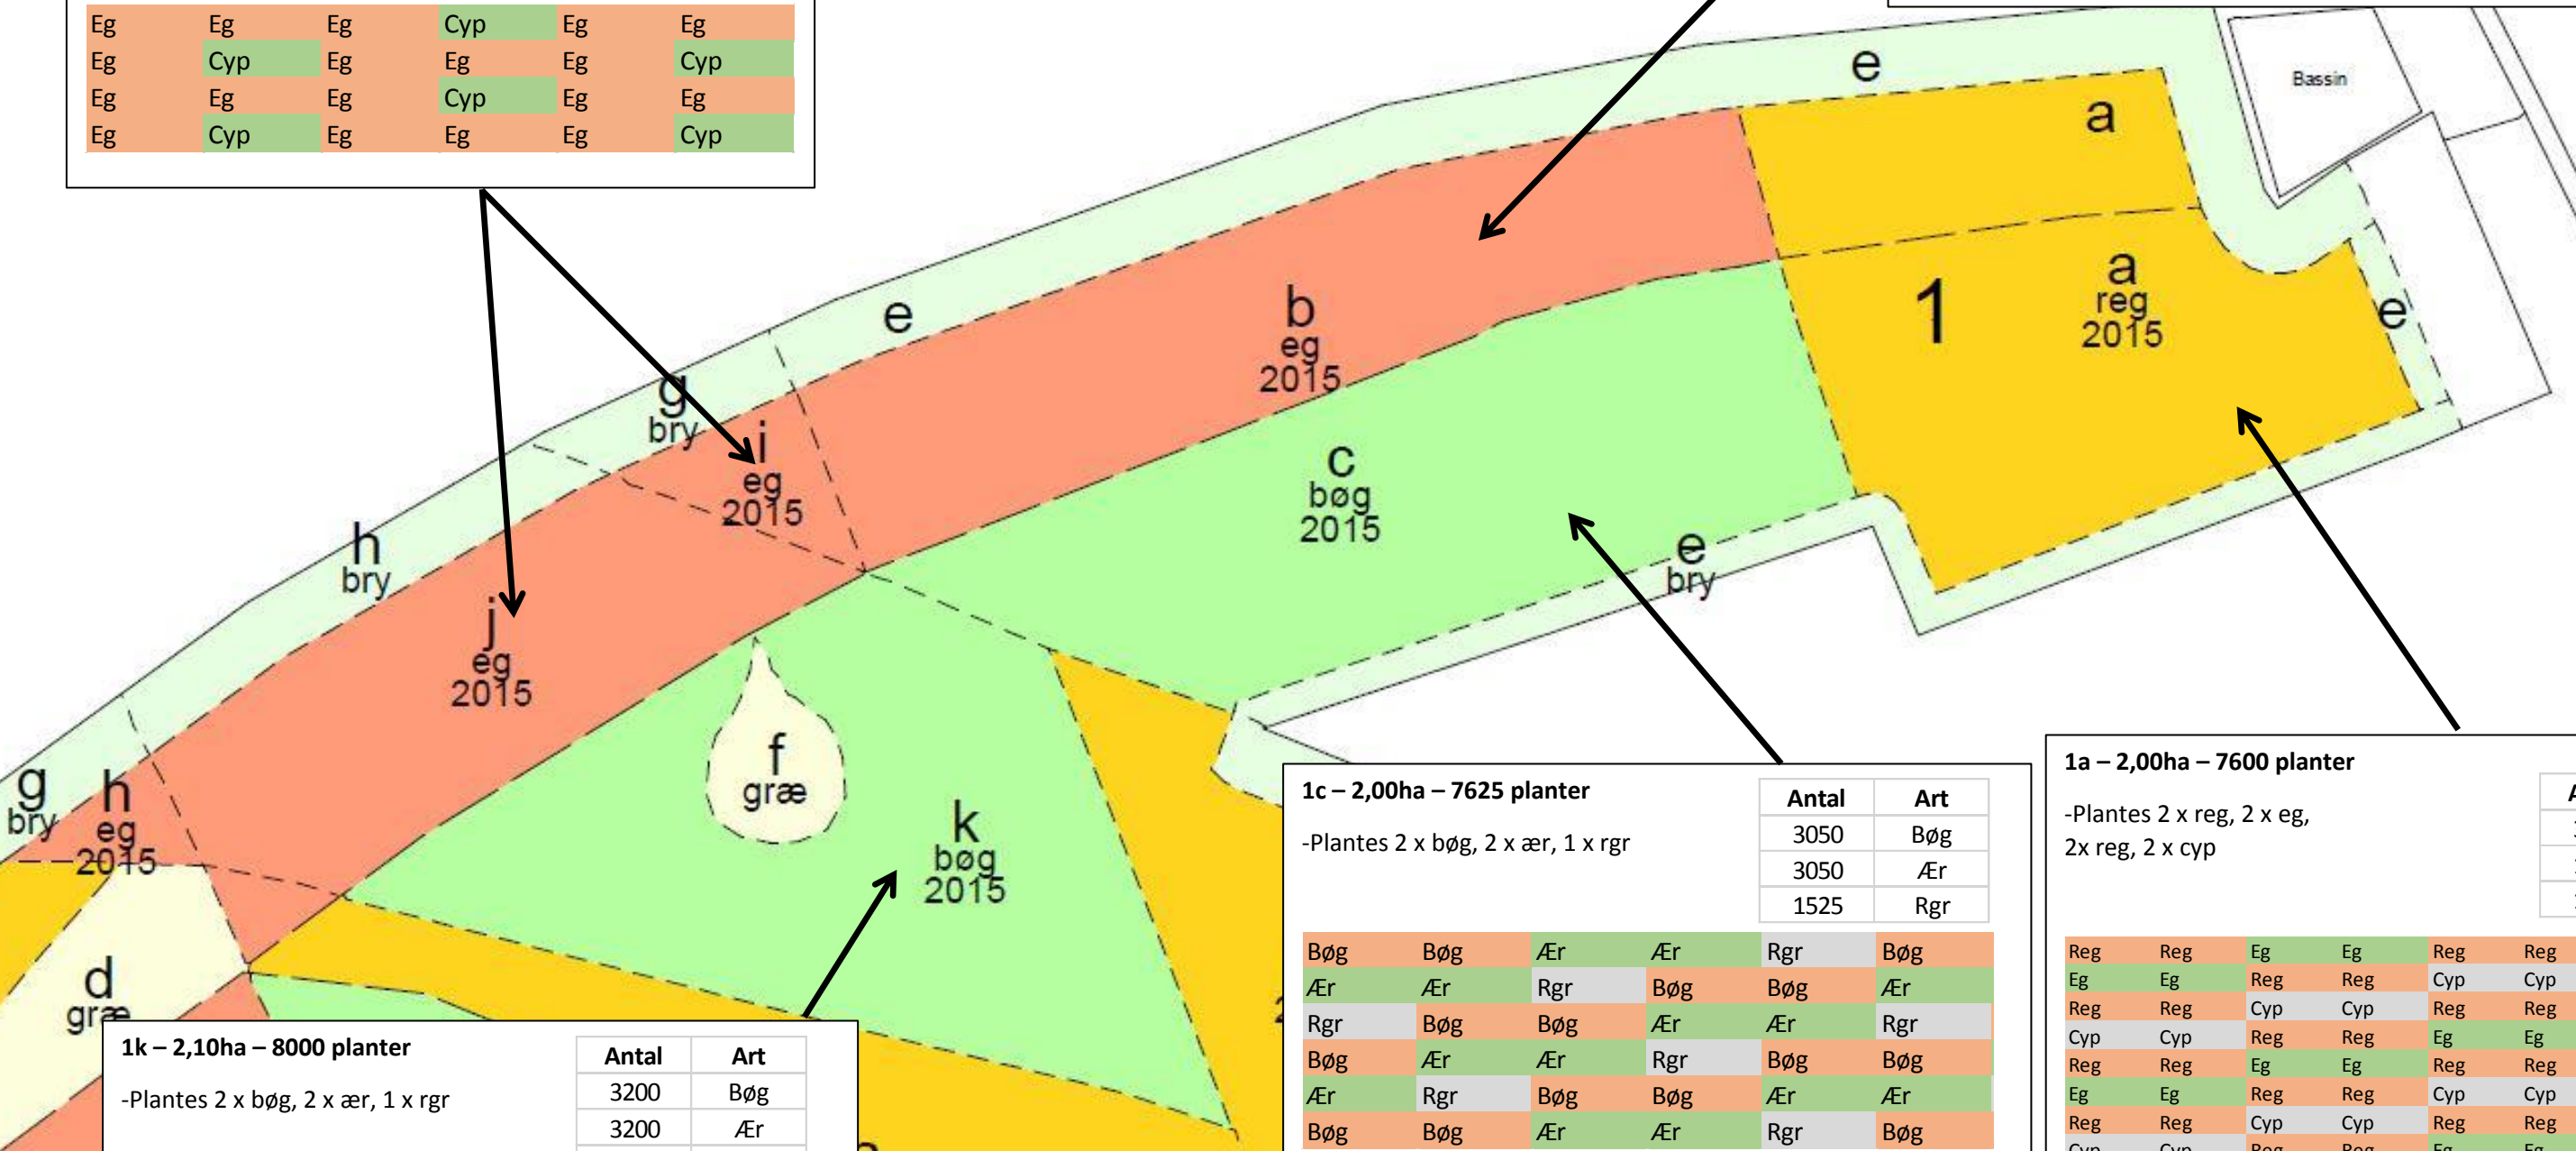 Eg Eg Eg Cyp Eg Eg
Eg Cyp Eg Eg Eg Cyp
Eg Eg Eg Cyp Eg Eg
Eg Cyp Eg Eg Eg Cyp
e
Bassin
a
b
eg
2015
1
a
reg
2015
e
e
g
bry
i
eg
2015
c
bøg
2015
h
bry
e
bry
j
eg
2015
f
græ
g
bry
h
eg
2015
k
bøg
2015
d
græ
1c – 2,00ha – 7625 planter
-Plantes 2 x bøg, 2 x ær, 1 x rgr
Antal Art
3050 Bøg
3050 Ær
1525 Rgr
Bøg Bøg Ær Ær Rgr Bøg
Ær Ær Rgr Bøg Bøg Ær
Rgr Bøg Bøg Ær Ær Rgr
Bøg Ær Ær Rgr Bøg Bøg
Ær Rgr Bøg Bøg Ær Ær
Bøg Bøg Ær Ær Rgr Bøg
1a – 2,00ha – 7600 planter
-Plantes 2 x reg, 2 x eg,
2x reg, 2 x cyp
Reg Reg Eg Eg Reg Reg
Eg Eg Reg Reg Cyp Cyp
Reg Reg Cyp Cyp Reg Reg
Cyp Cyp Reg Reg Eg Eg
Reg Reg Eg Eg Reg Reg
Eg Eg Reg Reg Cyp Cyp
Reg Reg Cyp Cyp Reg Reg
Cyp Cyp Reg Reg Eg Eg
1k – 2,10ha – 8000 planter
-Plantes 2 x bøg, 2 x ær, 1 x rgr
Antal Art
3200 Bøg
3200 Ær